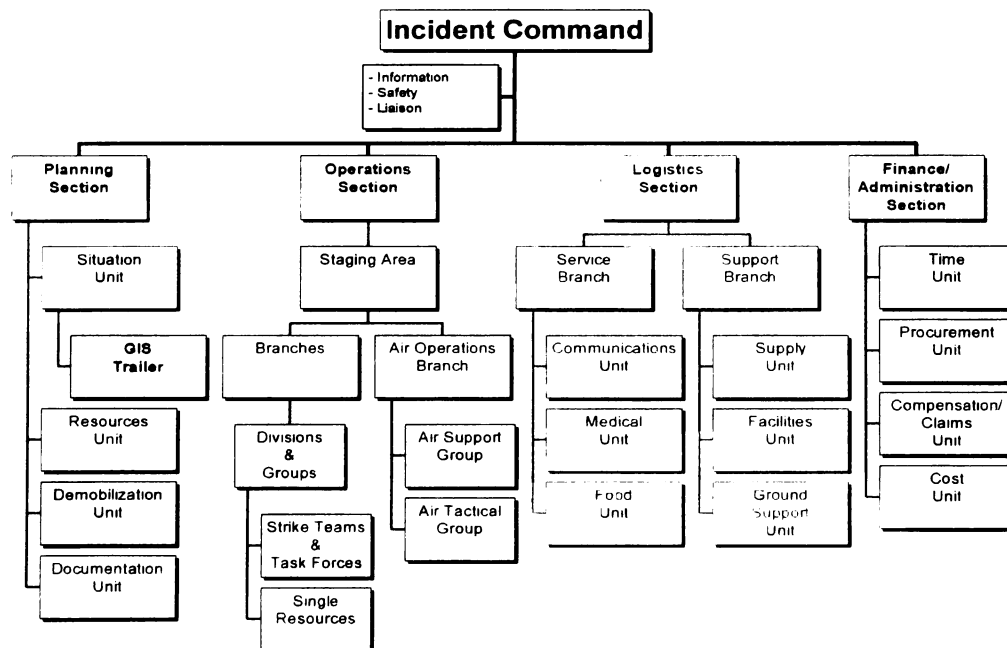 Incident Command
- Information
- Safety
- Liaison
Planning
Section
Operations
Section
Logistics
Section
Finance/
Administration
Section
Situation
Unit
GIS
Trailer
Resources
Unit
Demobilization
Unit
Documentation
Unit
Staging Area
Branches
Air Operations
Branch
Divisions
&
Groups
Air Support
Group
Air Tactical
Group
Strike Teams
&
Task Forces
Single
Resources
Service
Branch
Support
Branch
Communications
Unit
Supply
Unit
Medical
Unit
Facilities
Unit
Food
Unit
Ground
Support
Unit
Time
Unit
Procurement
Unit
Compensation/
Claims
Unit
Cost
Unit